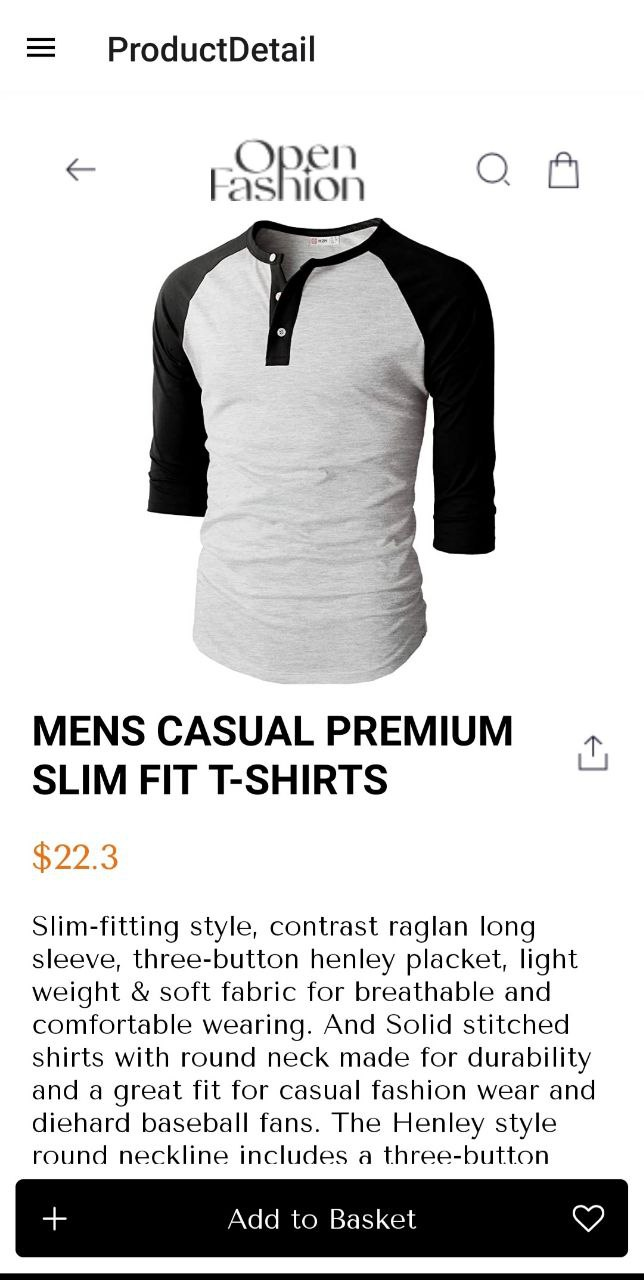 ProductDetail
Open
Fashion
MENS CASUAL PREMIUM
SLIM FIT T-SHIRTS
$22.3
Slim-fitting style, contrast raglan long
sleeve, three-button henley placket, light
weight & soft fabric for breathable and
comfortable wearing. And Solid stitched
shirts with round neck made for durability
and a great fit for casual fashion wear and
diehard baseball fans. The Henley style
round neckline includes a three-button
Add to Basket